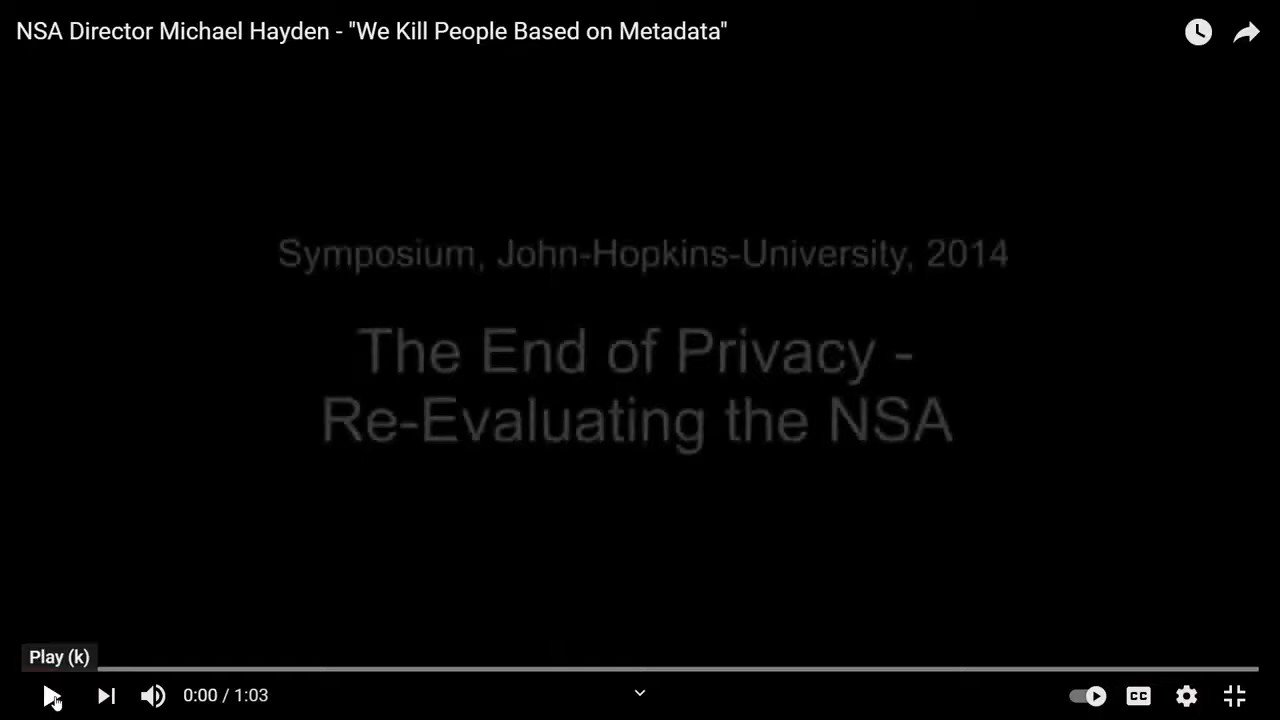 NSA Director Michael Hayden - "We Kill People Based on Metadata"
Symposium, John-Hopkins-University, 2014
The End of Privacy -
Re-Evaluating the NSA
Play (k)
0:00 / 1:03
CC